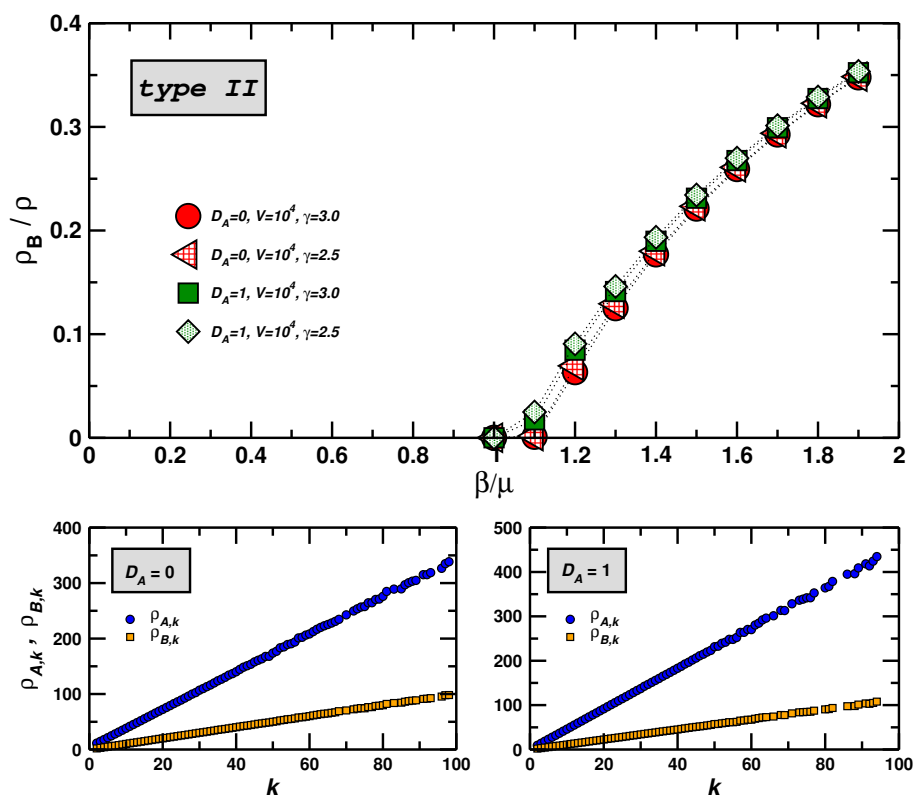 0.4
type II
0.3
ρB / ρ
DA=0, V=10⁴, γ=3.0
DA=0, V=10⁴, γ=2.5
0.2
DA=1, V=10⁴, γ=3.0
DA=1, V=10⁴, γ=2.5
0.1
0
0 0.2 0.4 0.6 0.8 1 1.2 1.4 1.6 1.8 2
β/μ
400
300
200
100
0
ρA,k , ρB,k
DA = 0
ρA,k
ρB,k
0 20 40 60 80 100
k
500
400
300
200
100
0
DA = 1
ρA,k
ρB,k
0 20 40 60 80 100
k